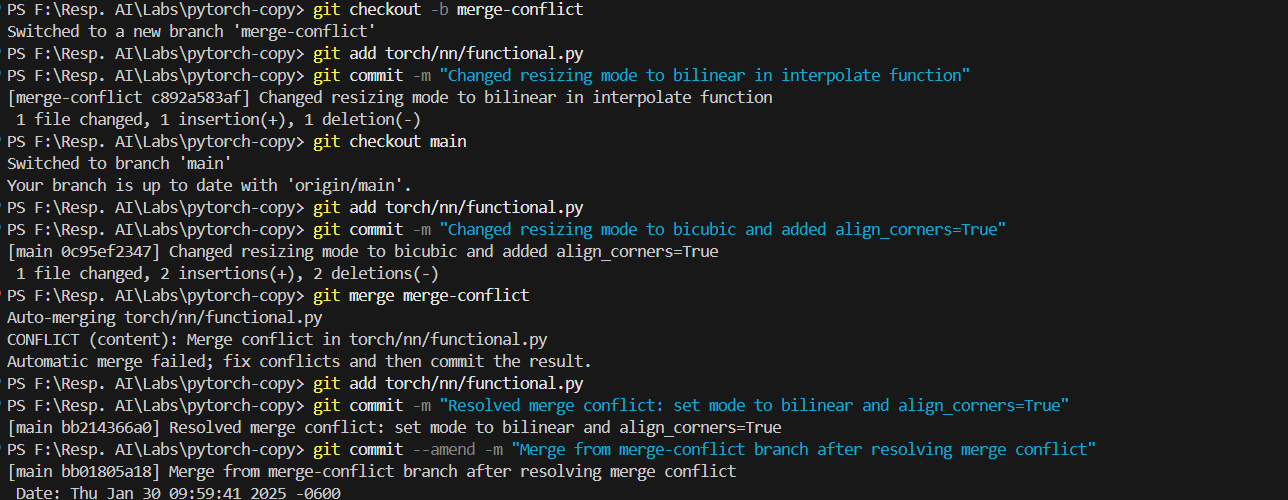 PS F:\Resp. AI\Labs\pytorch-copy> git checkout -b merge-conflict
Switched to a new branch 'merge-conflict'
PS F:\Resp. AI\Labs\pytorch-copy> git add torch/nn/functional.py
PS F:\Resp. AI\Labs\pytorch-copy> git commit -m "Changed resizing mode to bilinear in interpolate function"
[merge-conflict c892a583af] Changed resizing mode to bilinear in interpolate function
 1 file changed, 1 insertion(+), 1 deletion(-)
PS F:\Resp. AI\Labs\pytorch-copy> git checkout main
Switched to branch 'main'
Your branch is up to date with 'origin/main'.
PS F:\Resp. AI\Labs\pytorch-copy> git add torch/nn/functional.py
PS F:\Resp. AI\Labs\pytorch-copy> git commit -m "Changed resizing mode to bicubic and added align_corners=True"
[main 0c95ef2347] Changed resizing mode to bicubic and added align_corners=True
 1 file changed, 2 insertions(+), 2 deletions(-)
PS F:\Resp. AI\Labs\pytorch-copy> git merge merge-conflict
Auto-merging torch/nn/functional.py
CONFLICT (content): Merge conflict in torch/nn/functional.py
Automatic merge failed; fix conflicts and then commit the result.
PS F:\Resp. AI\Labs\pytorch-copy> git add torch/nn/functional.py
PS F:\Resp. AI\Labs\pytorch-copy> git commit -m "Resolved merge conflict: set mode to bilinear and align_corners=True"
[main bb214366a0] Resolved merge conflict: set mode to bilinear and align_corners=True
PS F:\Resp. AI\Labs\pytorch-copy> git commit --amend -m "Merge from merge-conflict branch after resolving merge conflict"
[main bb01805a18] Merge from merge-conflict branch after resolving merge conflict
 Date: Thu Jan 30 09:59:41 2025 -0600